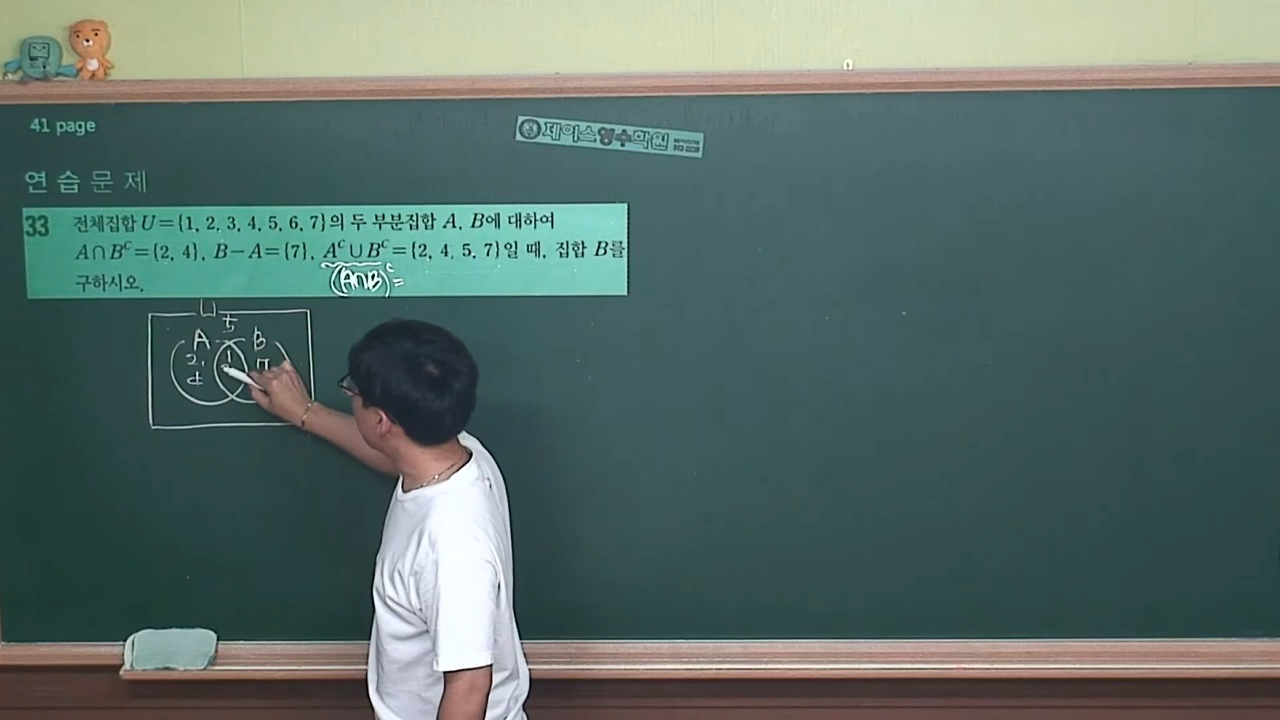 41 page
제이스영수학원
연습문제
33 전체집합 U={1, 2, 3, 4, 5, 6, 7}의 두 부분집합 A, B에 대하여
A∩Bᶜ={2, 4}, B−A={7}, Aᶜ∪Bᶜ={2, 4, 5, 7}일 때, 집합 B를
구하시오.
(A∩B)ᶜ=
U
5
A B
2, 1 7
4